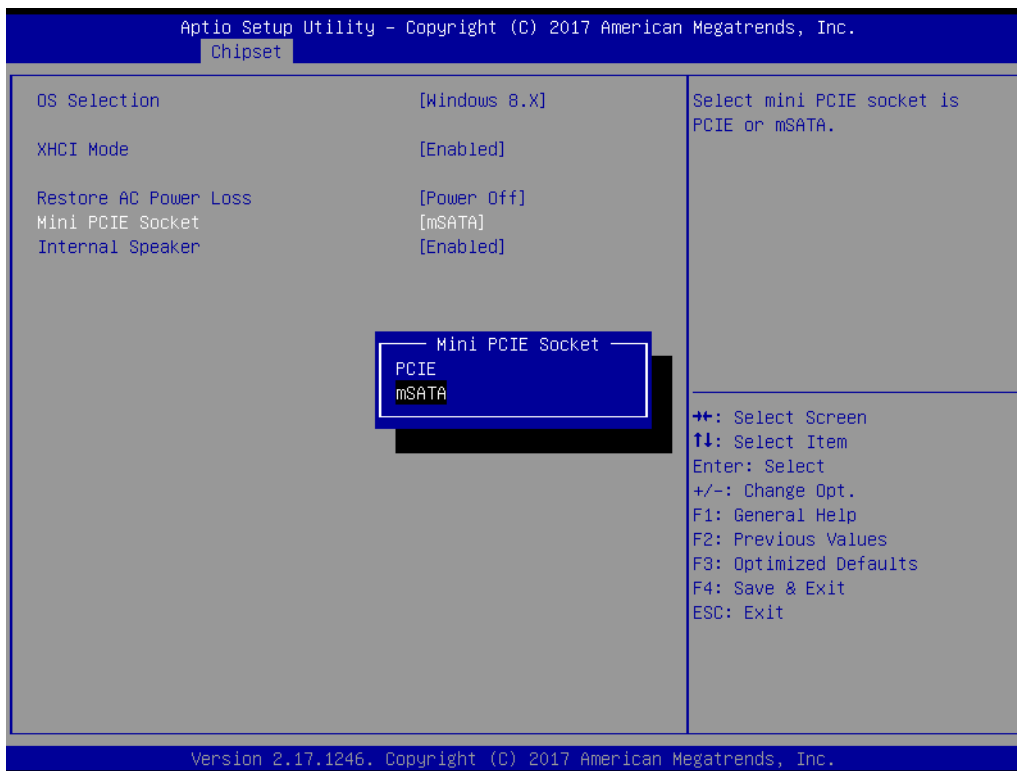 Aptio Setup Utility – Copyright (C) 2017 American Megatrends, Inc.
Chipset
OS Selection [Windows 8.X]
XHCI Mode [Enabled]
Restore AC Power Loss [Power Off]
Mini PCIE Socket [mSATA]
Internal Speaker [Enabled]
Mini PCIE Socket
PCIE
mSATA
Select mini PCIE socket is
PCIE or mSATA.
→←: Select Screen
↑↓: Select Item
Enter: Select
+/-: Change Opt.
F1: General Help
F2: Previous Values
F3: Optimized Defaults
F4: Save & Exit
ESC: Exit
Version 2.17.1246. Copyright (C) 2017 American Megatrends, Inc.